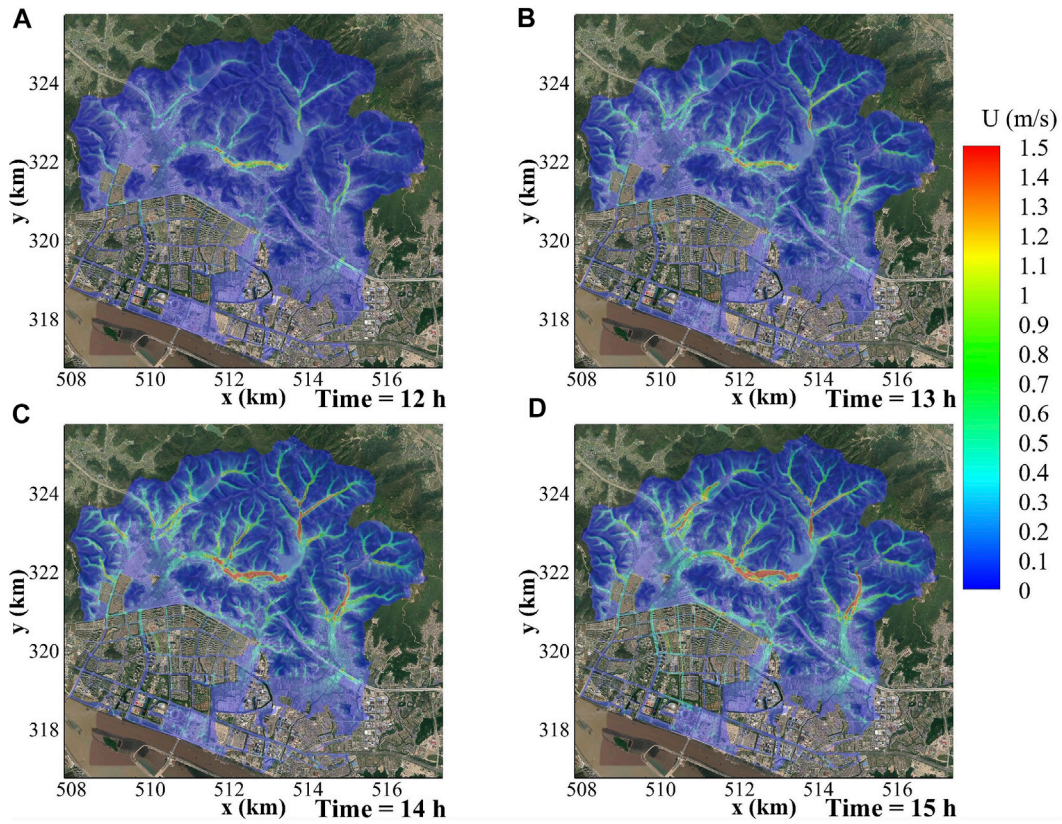 A
B
324
322
320
318
y (km)
508 510 512 514 516
x (km) Time = 12 h
324
322
320
318
y (km)
508 510 512 514 516
x (km) Time = 13 h
U (m/s)
1.5
1.4
1.3
1.2
1.1
1
0.9
0.8
0.7
0.6
0.5
0.4
0.3
0.2
0.1
0
C
D
324
322
320
318
y (km)
508 510 512 514 516
x (km) Time = 14 h
324
322
320
318
y (km)
508 510 512 514 516
x (km) Time = 15 h